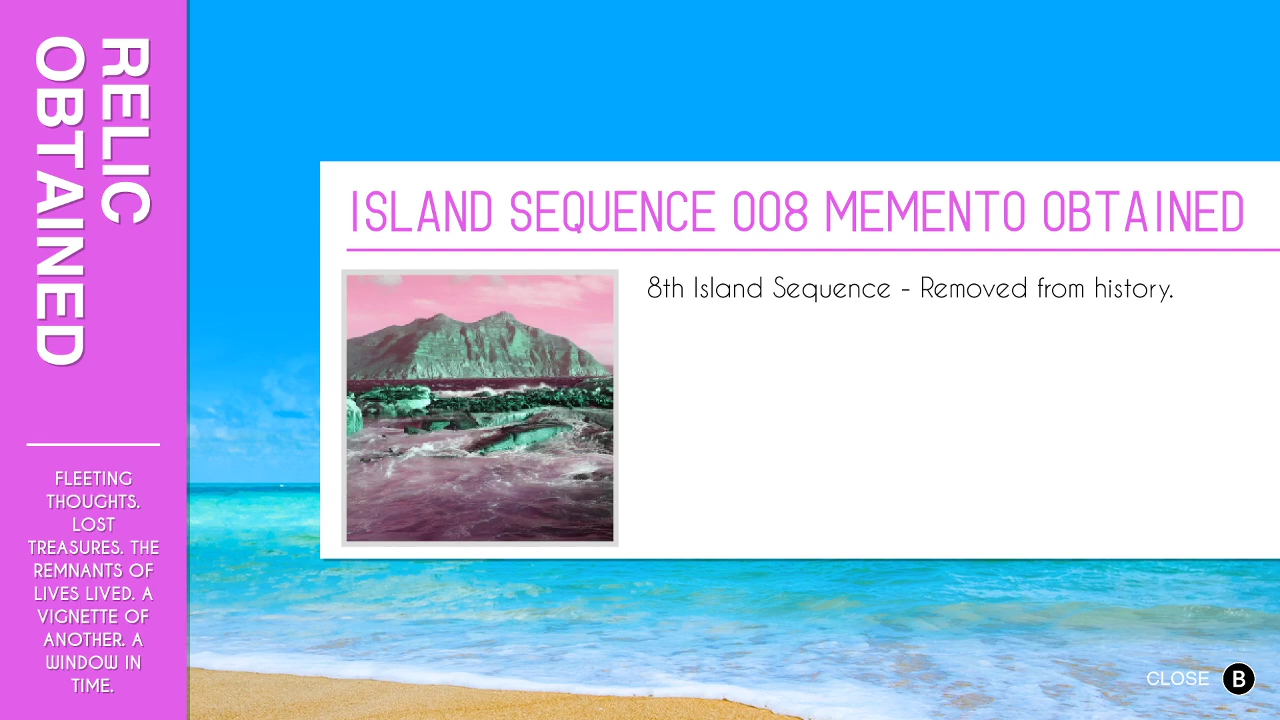 RELIC
OBTAINED
FLEETING
THOUGHTS.
LOST
TREASURES. THE
REMNANTS OF
LIVES LIVED. A
VIGNETTE OF
ANOTHER. A
WINDOW IN
TIME.
ISLAND SEQUENCE 008 MEMENTO OBTAINED
8th Island Sequence - Removed from history.
CLOSE B